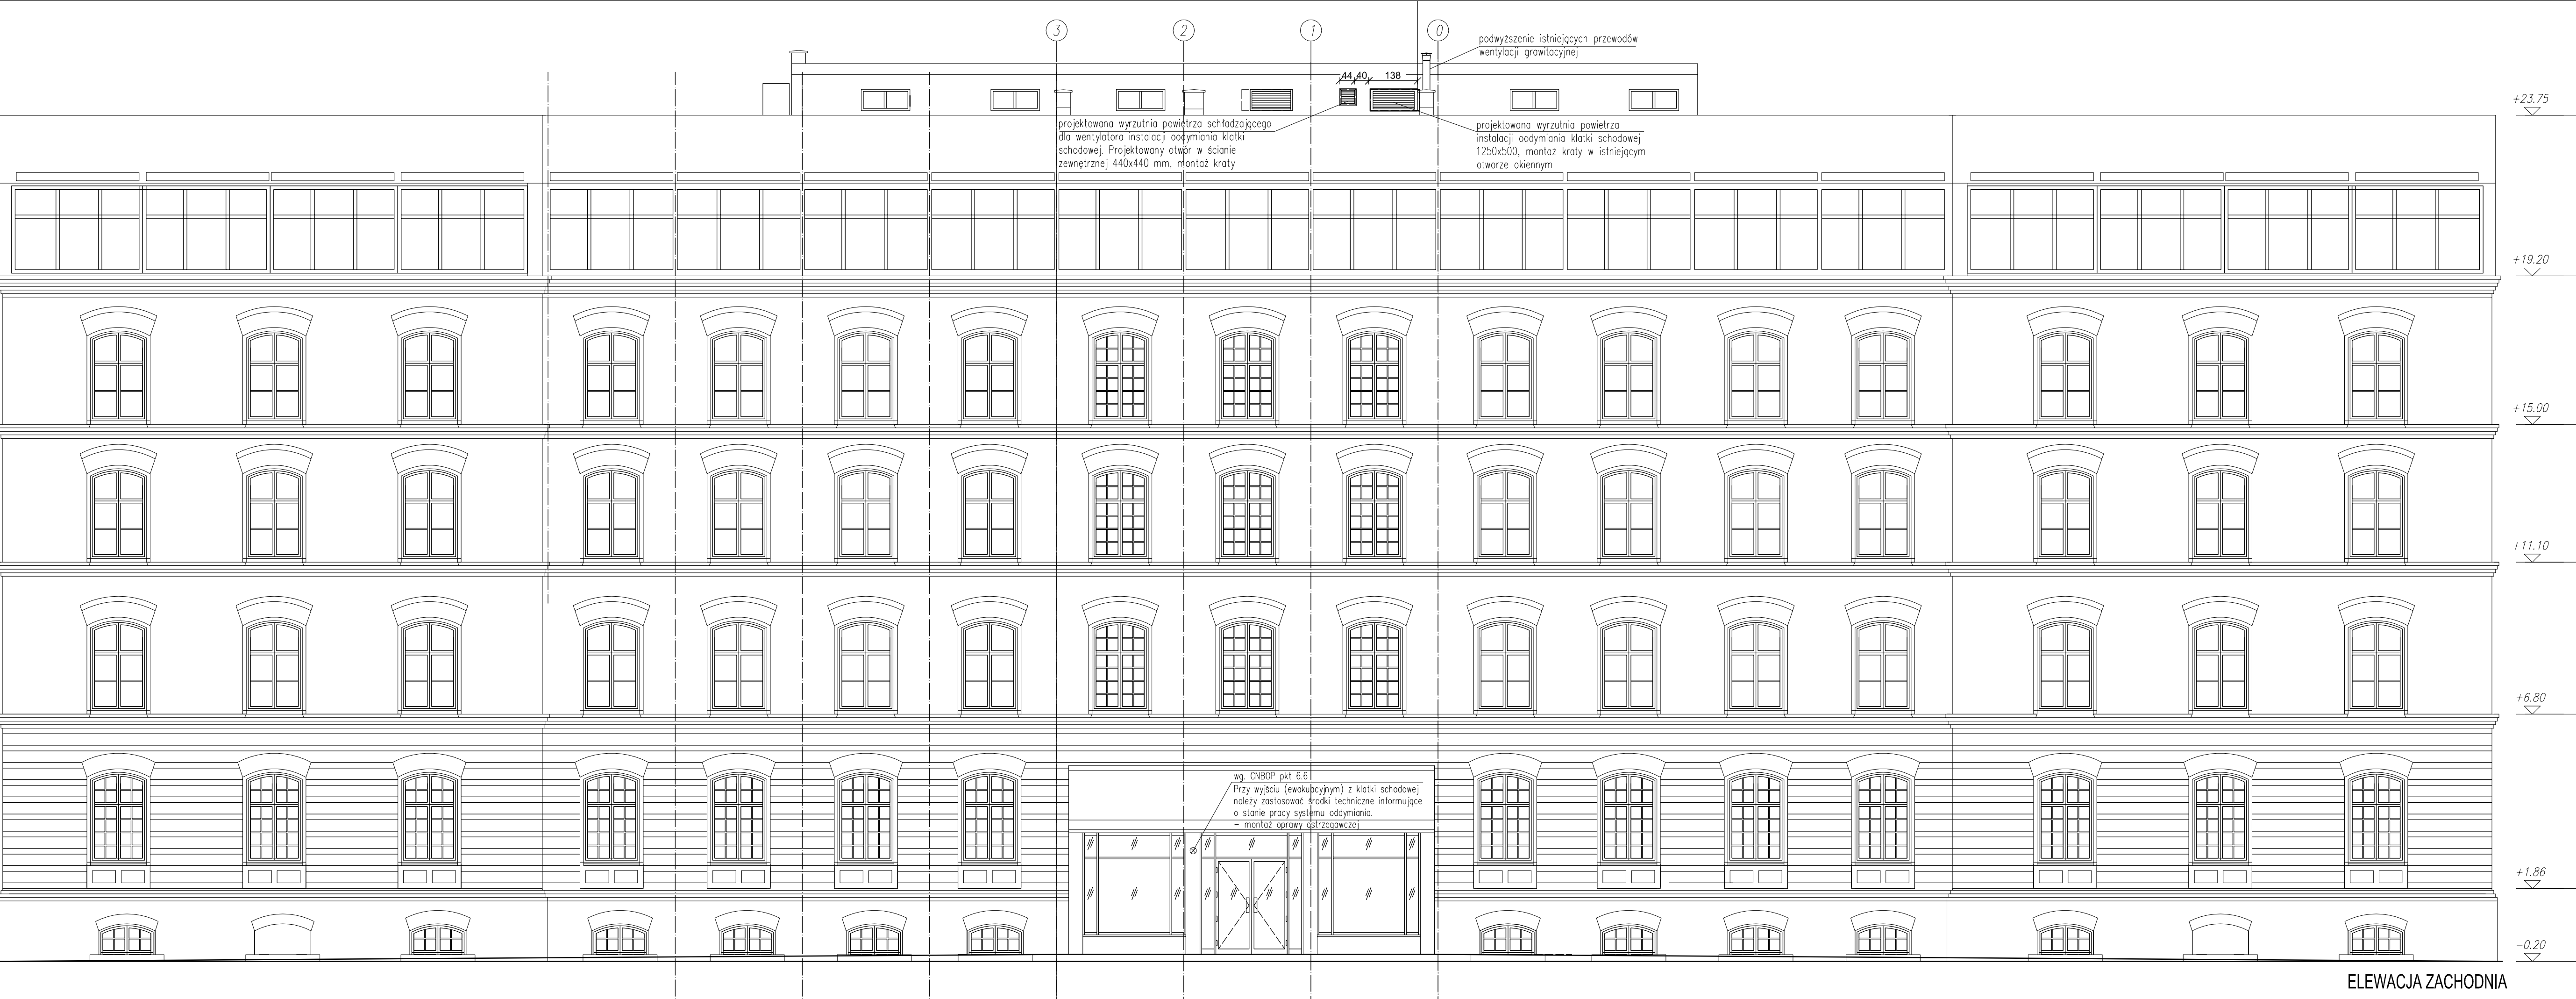 3
2
1
0
podwyższenie istniejących przewodów
wentylacji grawitacyjnej
44 40 138
+23.75
projektowana wyrzutnia powietrza schładzającego
dla wentylatora instalacji oodymiania klatki
schodowej. Projektowany otwór w ścianie
zewnętrznej 440x440 mm, montaż kraty
projektowana wyrzutnia powietrza
instalacji oodymiania klatki schodowej
1250x500, montaż kraty w istniejącym
otworze okiennym
+19.20
+15.00
+11.10
+6.80
wg. CNBOP pkt 6.6
Przy wyjściu (ewakuacyjnym) z klatki schodowej
należy zastosować środki techniczne informujące
o stanie pracy systemu oddymiania.
- montaż oprawy ostrzegawczej
+1.86
-0.20
ELEWACJA ZACHODNIA